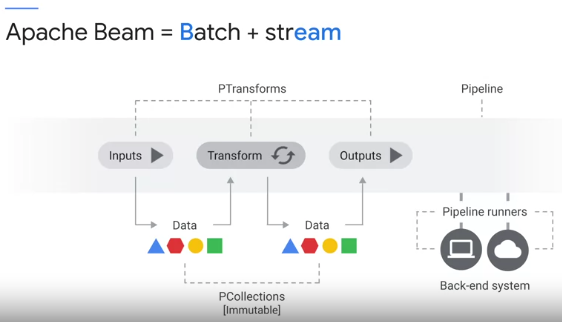 Apache Beam = Batch + stream
PTransforms
Pipeline
Inputs
Transform
Outputs
Data
Data
Pipeline runners
PCollections
[Immutable]
Back-end system